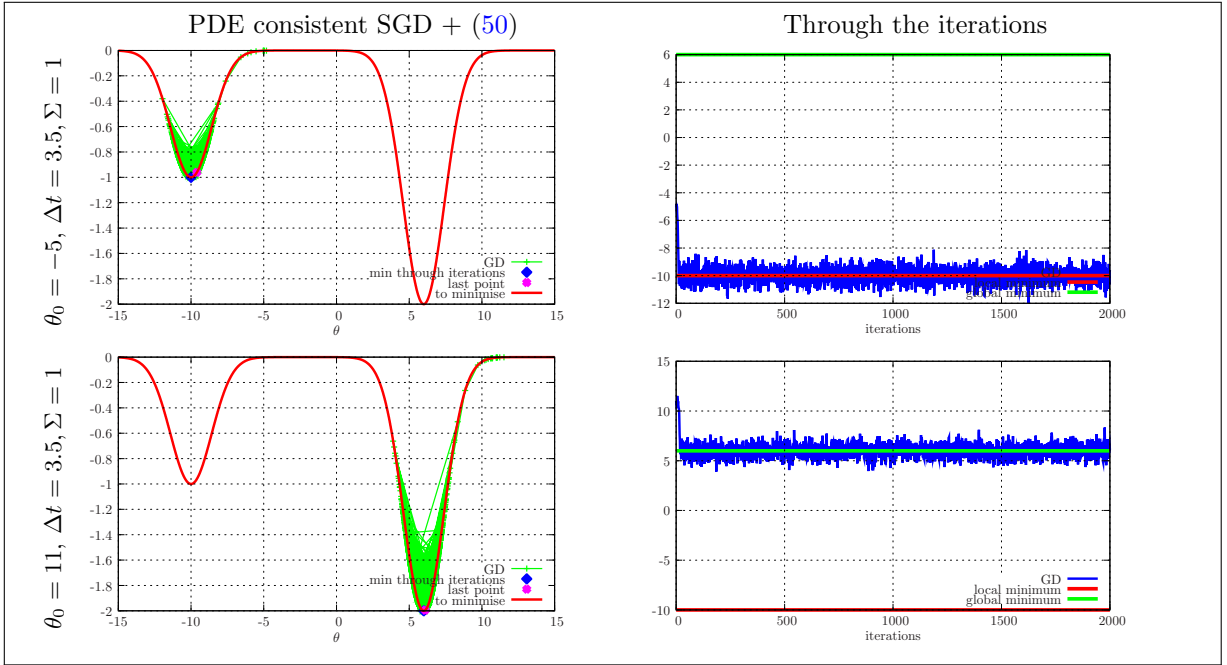 PDE consistent SGD + (50)
Through the iterations
θ₀ = −5, Δt = 3.5, Σ = 1
0
-0.2
-0.4
-0.6
-0.8
-1
-1.2
-1.4
-1.6
-1.8
-2
-15 -10 -5 0 5 10 15
θ
GD
min through iterations
last point
to minimise
6
4
2
0
-2
-4
-6
-8
-10
-12
0 500 1000 1500 2000
iterations
global minimum
θ₀ = 11, Δt = 3.5, Σ = 1
0
-0.2
-0.4
-0.6
-0.8
-1
-1.2
-1.4
-1.6
-1.8
-2
-15 -10 -5 0 5 10 15
θ
GD
min through iterations
last point
to minimise
15
10
5
0
-5
-10
0 500 1000 1500 2000
iterations
GD
local minimum
global minimum